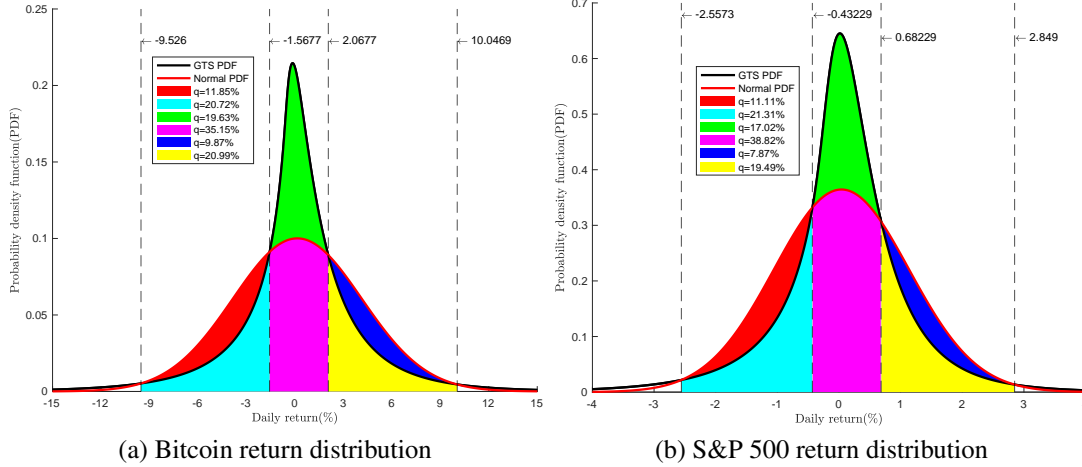 0.25
0.2
0.15
0.1
0.05
0
Probability density function(PDF)
← -9.526
← -1.5677
← 2.0677
← 10.0469
GTS PDF
Normal PDF
q=11.85%
q=20.72%
q=19.63%
q=35.15%
q=9.87%
q=20.99%
-15
-12
-9
-6
-3
0
3
6
9
12
15
Daily return(%)
(a) Bitcoin return distribution
0.7
0.6
0.5
0.4
0.3
0.2
0.1
0
Probability density function(PDF)
← -2.5573
← -0.43229
← 0.68229
← 2.849
GTS PDF
Normal PDF
q=11.11%
q=21.31%
q=17.02%
q=38.82%
q=7.87%
q=19.49%
-4
-3
-2
-1
0
1
2
3
Daily return(%)
(b) S&P 500 return distribution